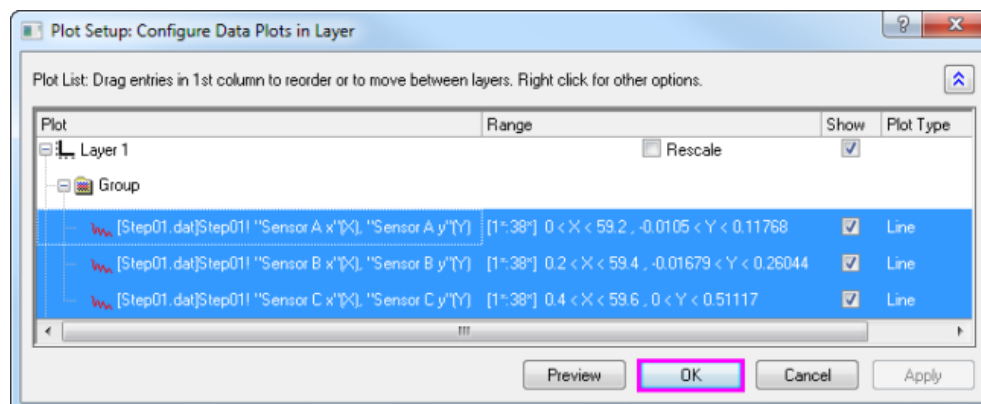 Plot Setup: Configure Data Plots in Layer
Plot List: Drag entries in 1st column to reorder or to move between layers. Right click for other options.
Plot Range Show Plot Type
Layer 1 Rescale
Group
[Step01.dat]Step01! "Sensor A x"(X), "Sensor A y"(Y) [1*:38*] 0 < X < 59.2 , -0.0105 < Y < 0.11768 Line
[Step01.dat]Step01! "Sensor B x"(X), "Sensor B y"(Y) [1*:38*] 0.2 < X < 59.4 , -0.01679 < Y < 0.26044 Line
[Step01.dat]Step01! "Sensor C x"(X), "Sensor C y"(Y) [1*:38*] 0.4 < X < 59.6 , 0 < Y < 0.51117 Line
Preview OK Cancel Apply